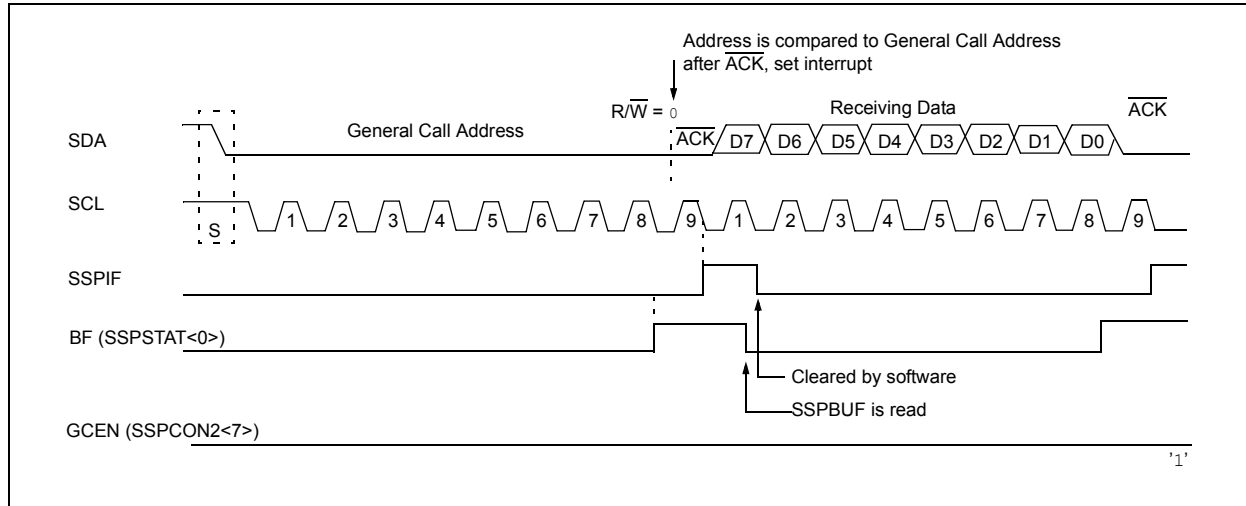 Address is compared to General Call Address
after ACK, set interrupt
R/W = 0
Receiving Data
ACK
SDA
General Call Address
ACK
D7 D6 D5 D4 D3 D2 D1 D0
SCL
S
1 2 3 4 5 6 7 8 9 1 2 3 4 5 6 7 8 9
SSPIF
BF (SSPSTAT<0>)
Cleared by software
SSPBUF is read
GCEN (SSPCON2<7>)
'1'